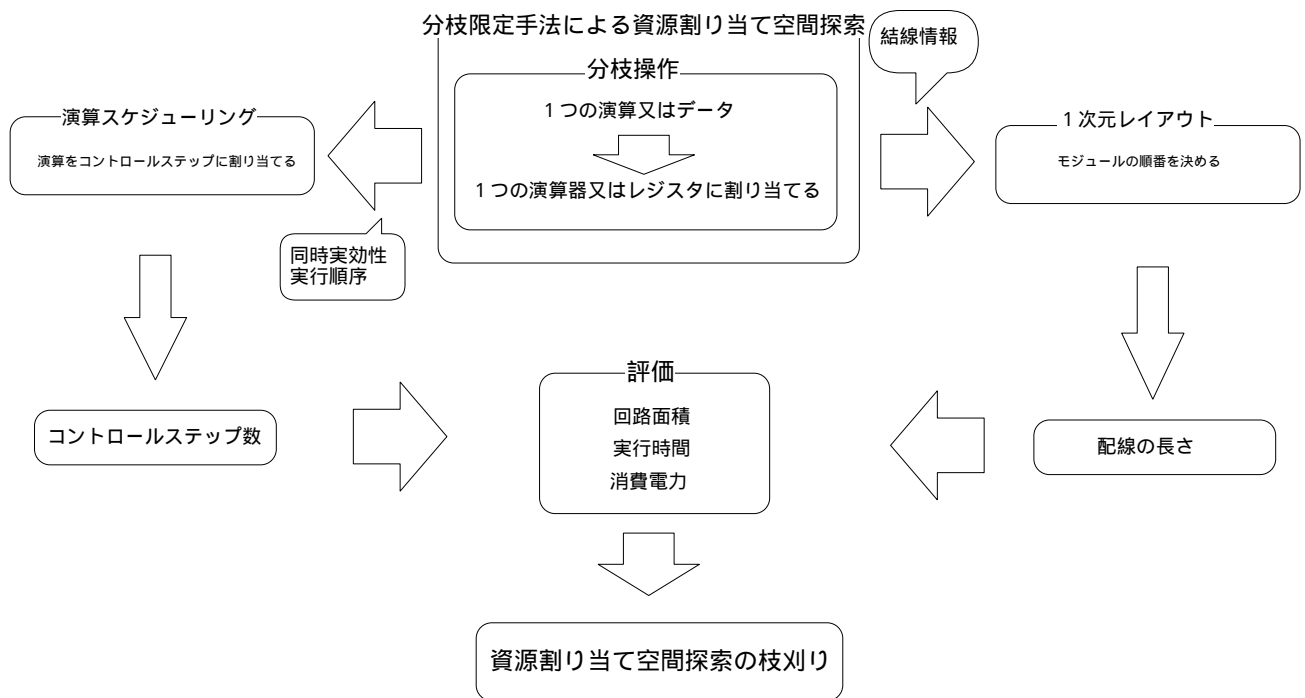 分枝限定手法による資源割り当て空間探索
結線情報
分枝操作
１つの演算又はデータ
１つの演算器又はレジスタに割り当てる
演算スケジューリング
演算をコントロールステップに割り当てる
１次元レイアウト
モジュールの順番を決める
同時実効性
実行順序
評価
回路面積
実行時間
消費電力
コントロールステップ数
配線の長さ
資源割り当て空間探索の枝刈り